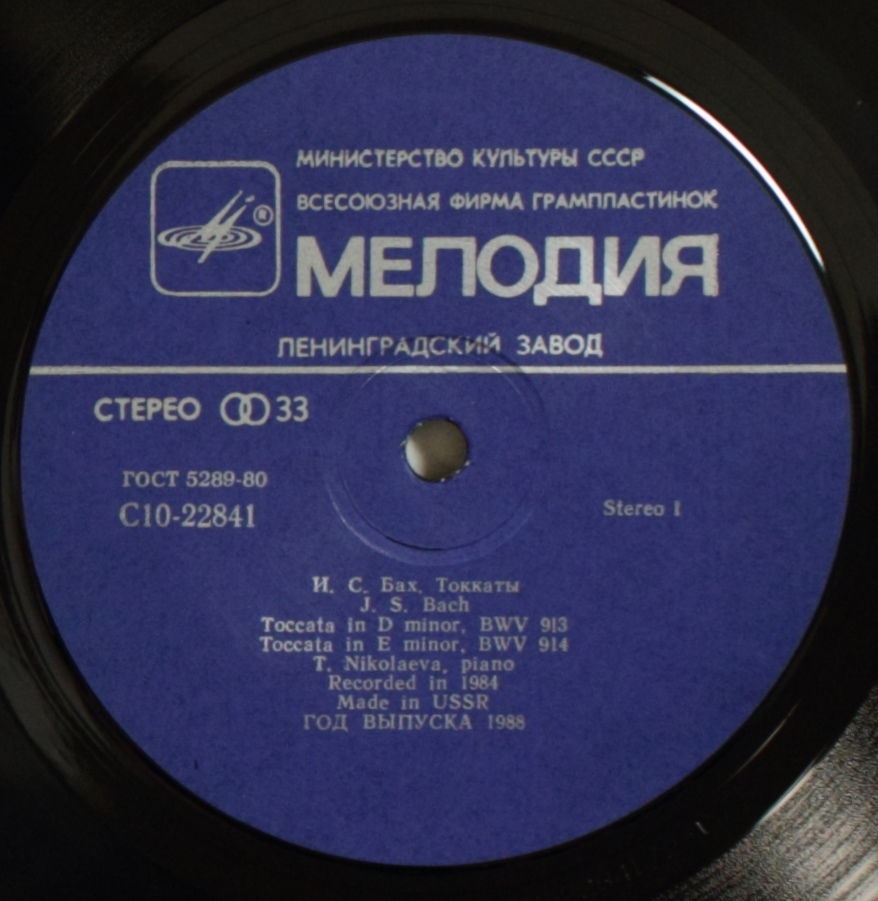 МИНИСТЕРСТВО КУЛЬТУРЫ СССР
ВСЕСОЮЗНАЯ ФИРМА ГРАМПЛАСТИНОК
®
МЕЛОДИЯ
ЛЕНИНГРАДСКИЙ ЗАВОД
СТЕРЕО 33
ГОСТ 5289-80
С10-22841
Stereo I
И. С. Бах. Токкаты
J. S. Bach
Toccata in D minor, BWV 913
Toccata in E minor, BWV 914
T. Nikolaeva, piano
Recorded in 1984
Made in USSR
ГОД ВЫПУСКА 1988